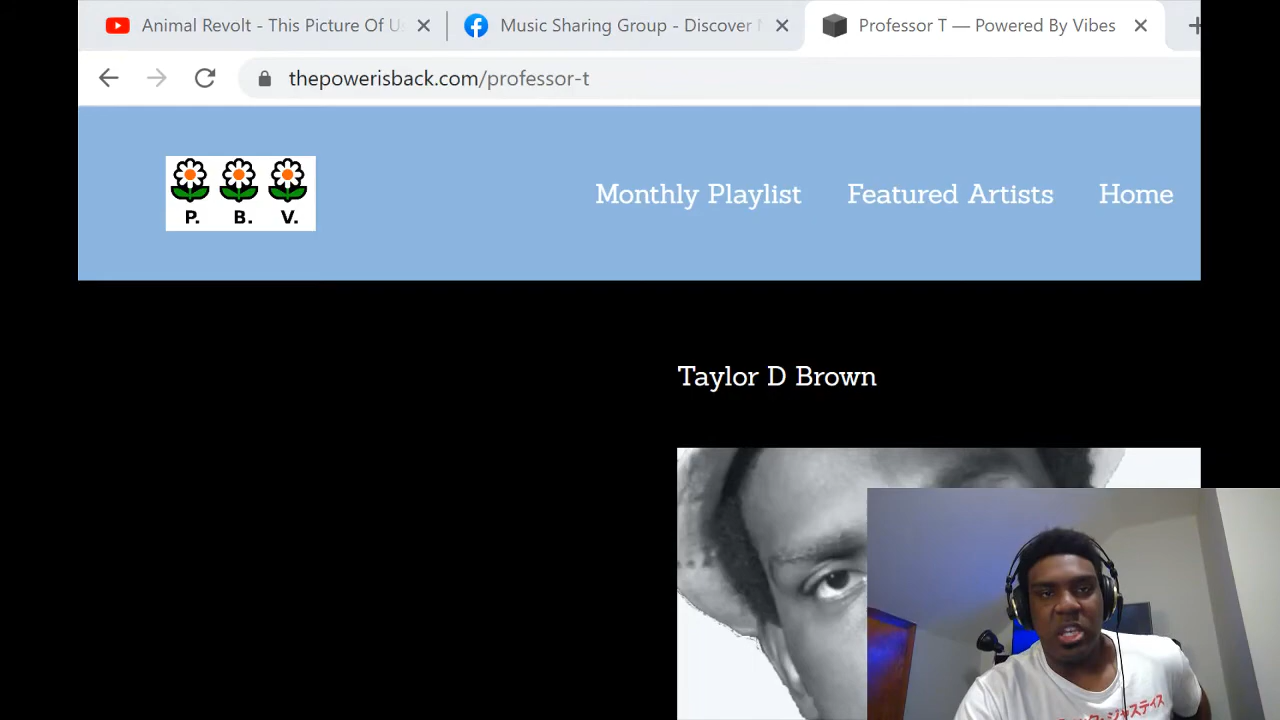 Animal Revolt - This Picture Of Us
Music Sharing Group - Discover
Professor T — Powered By Vibes
thepowerisback.com/professor-t
P. B. V.
Monthly Playlist
Featured Artists
Home
Taylor D Brown